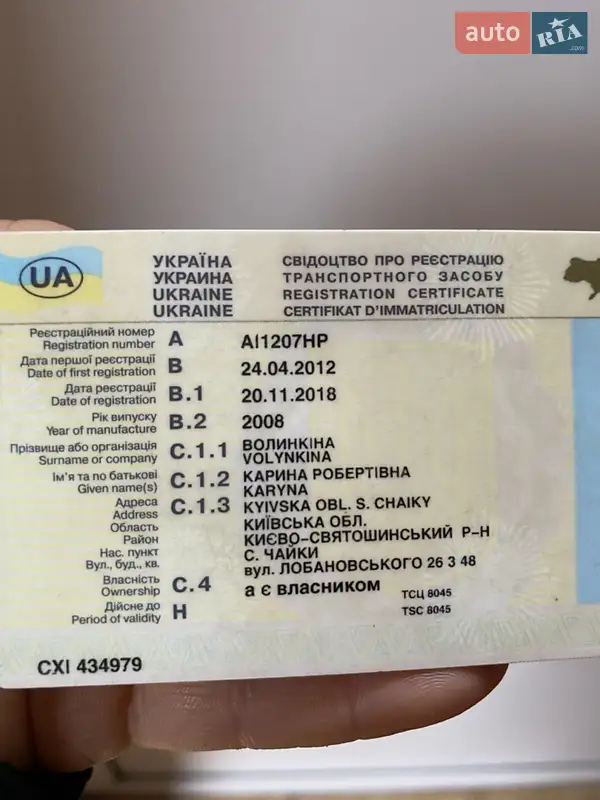 auto RIA .com
UA
УКРАЇНА СВІДОЦТВО ПРО РЕЄСТРАЦІЮ
УКРАИНА ТРАНСПОРТНОГО ЗАСОБУ
UKRAINE REGISTRATION CERTIFICATE
UKRAINE CERTIFIKAT D'IMMATRICULATION
Реєстраційний номер
Registration number A AI1207HP
Дата першої реєстрації
Date of first registration B 24.04.2012
Дата реєстрації
Date of registration B.1 20.11.2018
Рік випуску
Year of manufacture B.2 2008
Прізвище або організація C.1.1 ВОЛИНКІНА
Surname or company VOLYNKINA
Ім'я та по батькові C.1.2 КАРИНА РОБЕРТІВНА
Given name(s) KARYNA
Адреса C.1.3 KYIVSKA OBL. S. CHAIKY
Address
Область КИЇВСЬКА ОБЛ.
Район КИЄВО-СВЯТОШИНСЬКИЙ Р-Н
Нас. пункт С. ЧАЙКИ
Вул., буд., кв. вул. ЛОБАНОВСЬКОГО 26 3 48
Власність
Ownership C.4 а є власником ТСЦ 8045
Дійсне до
Period of validity H TSC 8045
CXI 434979